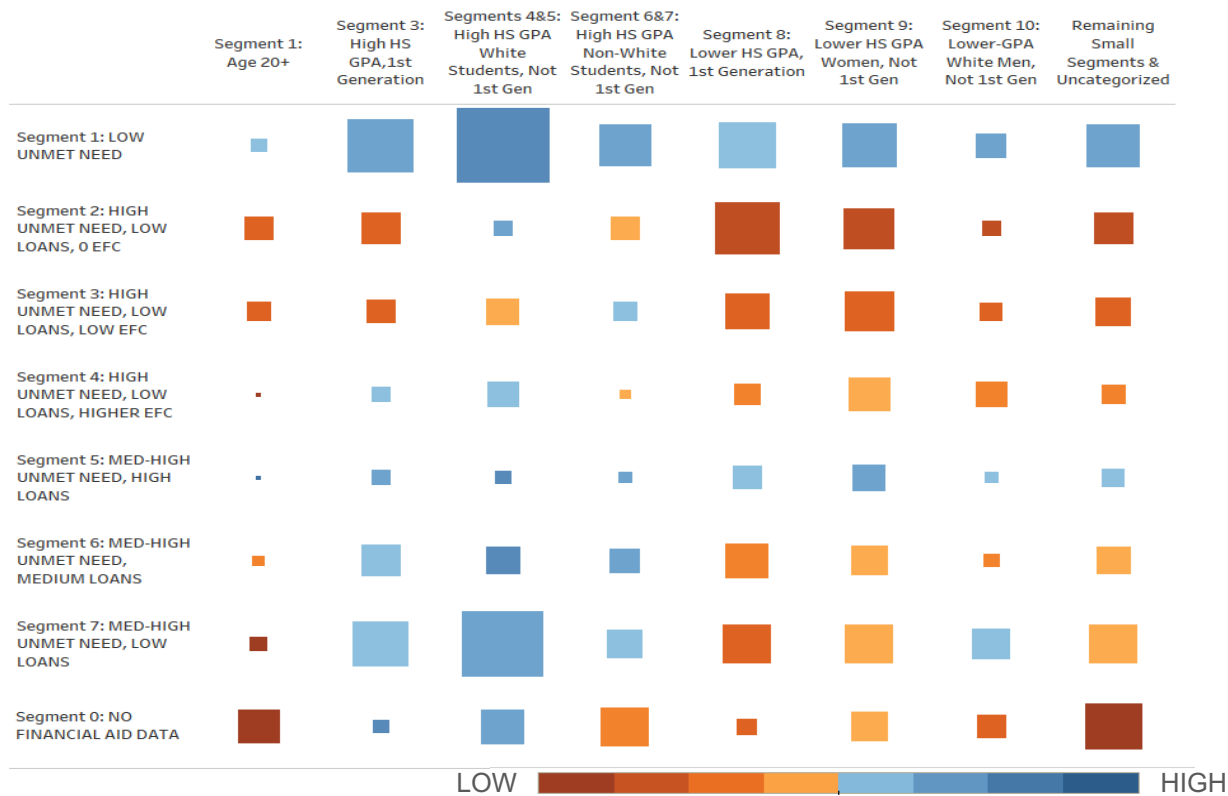 Segment 1:
Age 20+
Segment 3:
High HS
GPA,1st
Generation
Segments 4&5:
High HS GPA
White
Students, Not
1st Gen
Segment 6&7:
High HS GPA
Non-White
Students, Not
1st Gen
Segment 8:
Lower HS GPA,
1st Generation
Segment 9:
Lower HS GPA
Women, Not
1st Gen
Segment 10:
Lower-GPA
White Men,
Not 1st Gen
Remaining
Small
Segments &
Uncategorized
Segment 1: LOW
UNMET NEED
Segment 2: HIGH
UNMET NEED, LOW
LOANS, 0 EFC
Segment 3: HIGH
UNMET NEED, LOW
LOANS, LOW EFC
Segment 4: HIGH
UNMET NEED, LOW
LOANS, HIGHER EFC
Segment 5: MED-HIGH
UNMET NEED, HIGH
LOANS
Segment 6: MED-HIGH
UNMET NEED,
MEDIUM LOANS
Segment 7: MED-HIGH
UNMET NEED, LOW
LOANS
Segment 0: NO
FINANCIAL AID DATA
LOW
HIGH